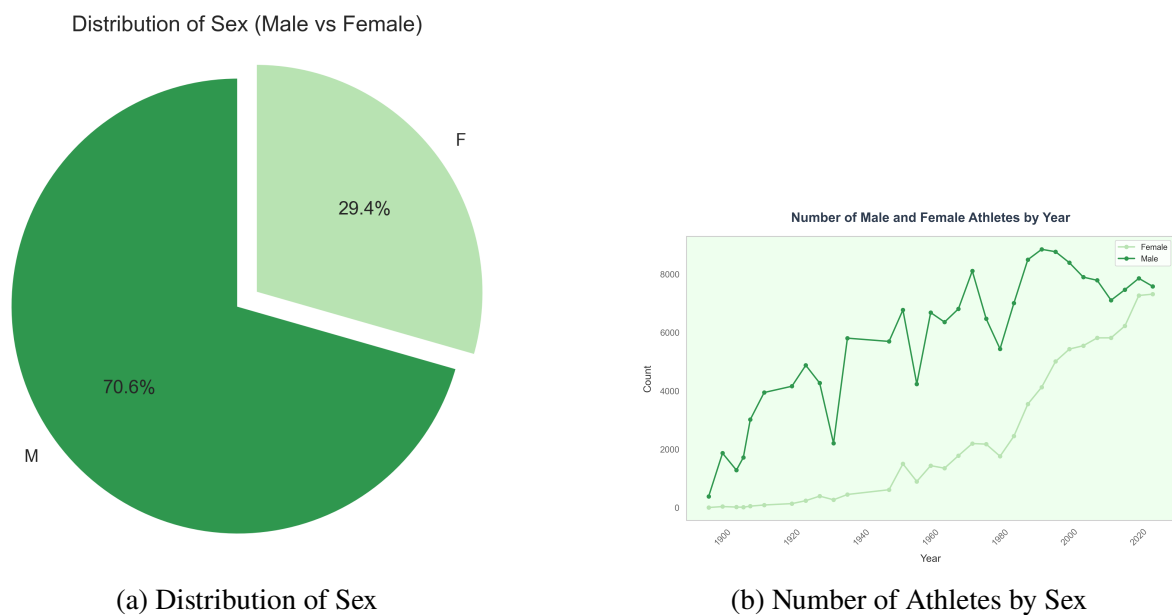 Distribution of Sex (Male vs Female)
F
29.4%
70.6%
M
(a) Distribution of Sex
Number of Male and Female Athletes by Year
Female
Male
8000
6000
4000
2000
0
Count
1900
1920
1940
1960
1980
2000
2020
Year
(b) Number of Athletes by Sex